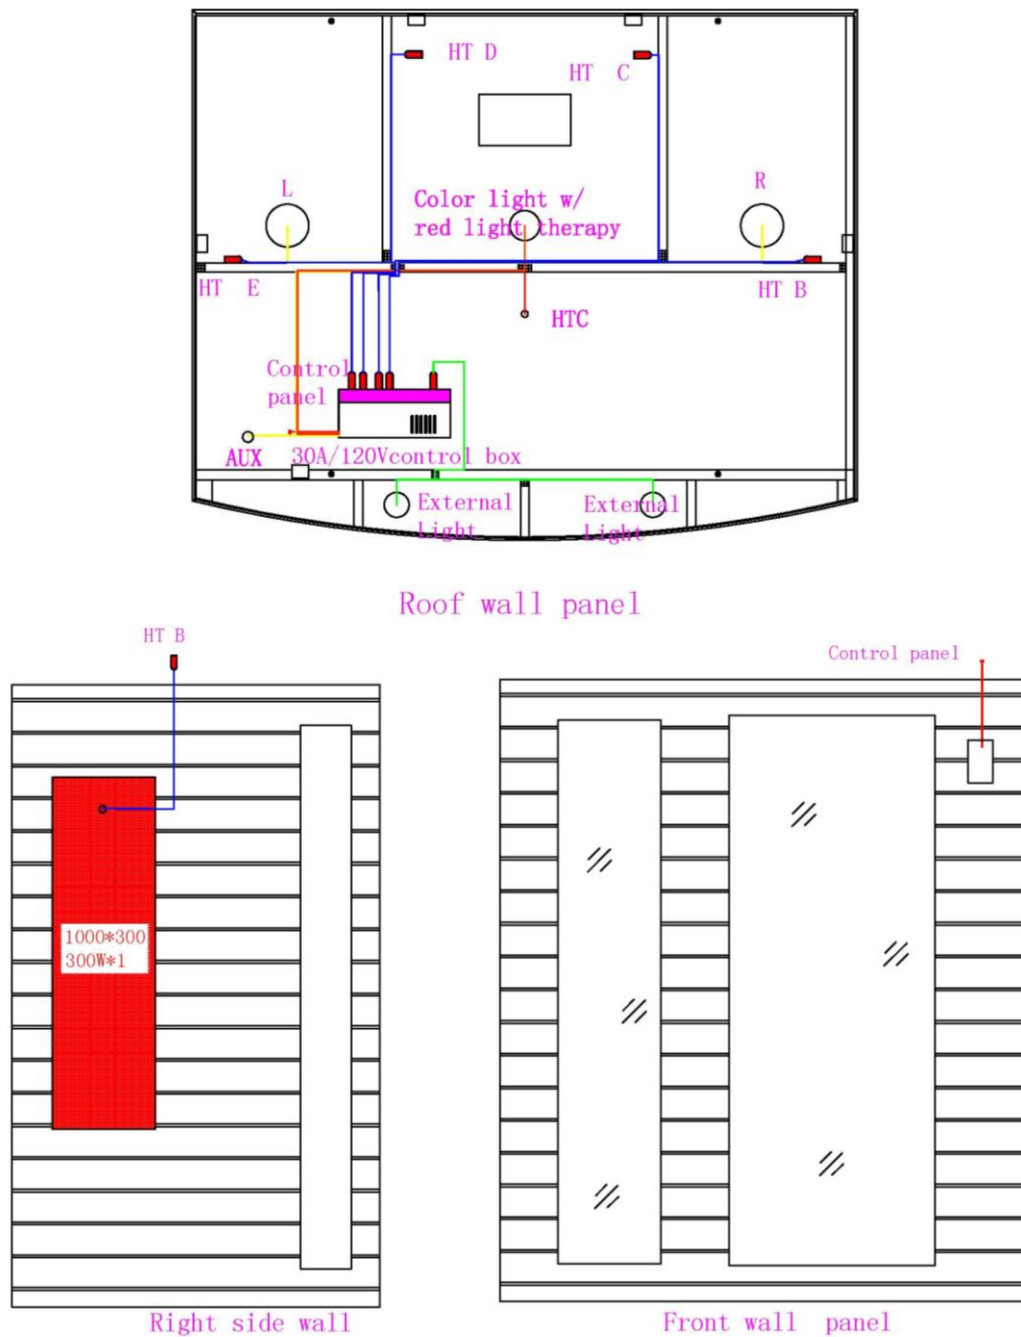 HT D
HT C
L
R
Color light w/
red light therapy
HT E
HT B
HTC
Control
panel
AUX
30A/120Vcontrol box
External
Light
External
Light
Roof wall panel
HT B
Control panel
1000*300
300W*1
Right side wall
Front wall panel